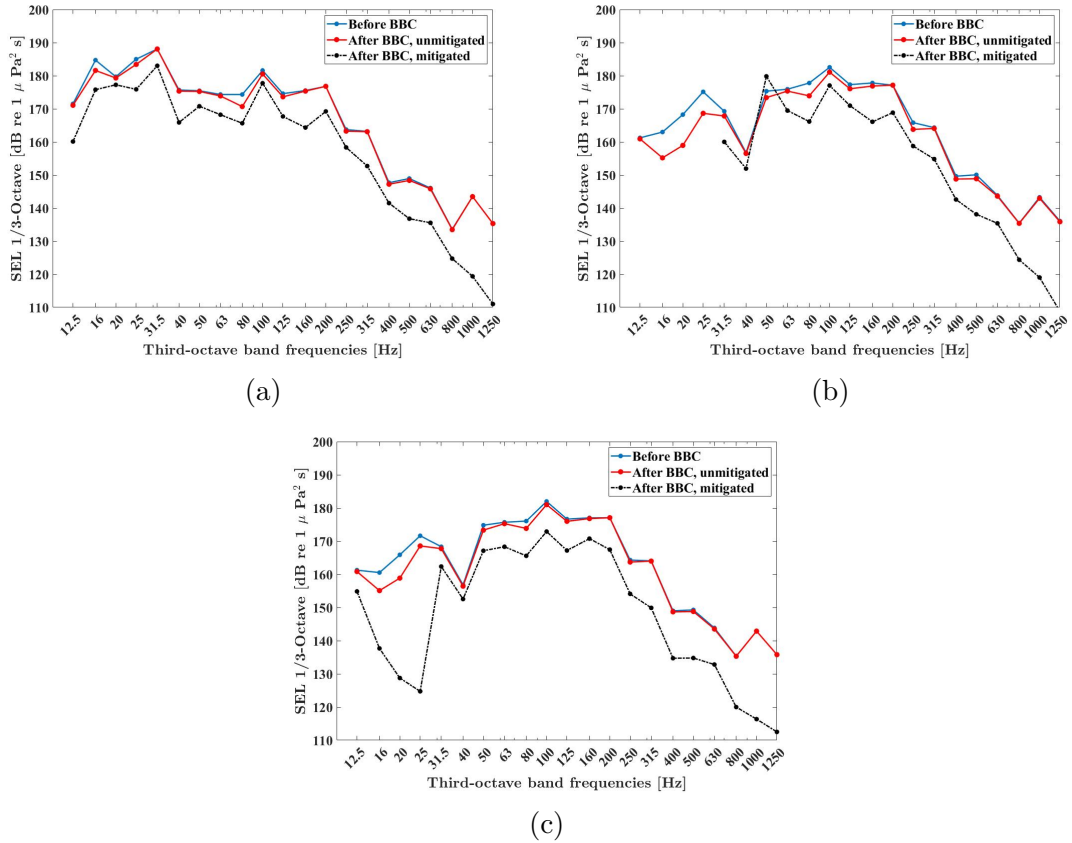 200
190
180
170
160
150
140
130
120
110
SEL 1/3-Octave [dB re 1 μ Pa² s]
Before BBC
After BBC, unmitigated
After BBC, mitigated
12.5 16 20 25 31.5 40 50 63 80 100 125 160 200 250 315 400 500 630 800 1000 1250
Third-octave band frequencies [Hz]
(a)
200
190
180
170
160
150
140
130
120
110
SEL 1/3-Octave [dB re 1 μ Pa² s]
Before BBC
After BBC, unmitigated
After BBC, mitigated
12.5 16 20 25 31.5 40 50 63 80 100 125 160 200 250 315 400 500 630 800 1000 1250
Third-octave band frequencies [Hz]
(b)
200
190
180
170
160
150
140
130
120
110
SEL 1/3-Octave [dB re 1 μ Pa² s]
Before BBC
After BBC, unmitigated
After BBC, mitigated
12.5 16 20 25 31.5 40 50 63 80 100 125 160 200 250 315 400 500 630 800 1000 1250
Third-octave band frequencies [Hz]
(c)